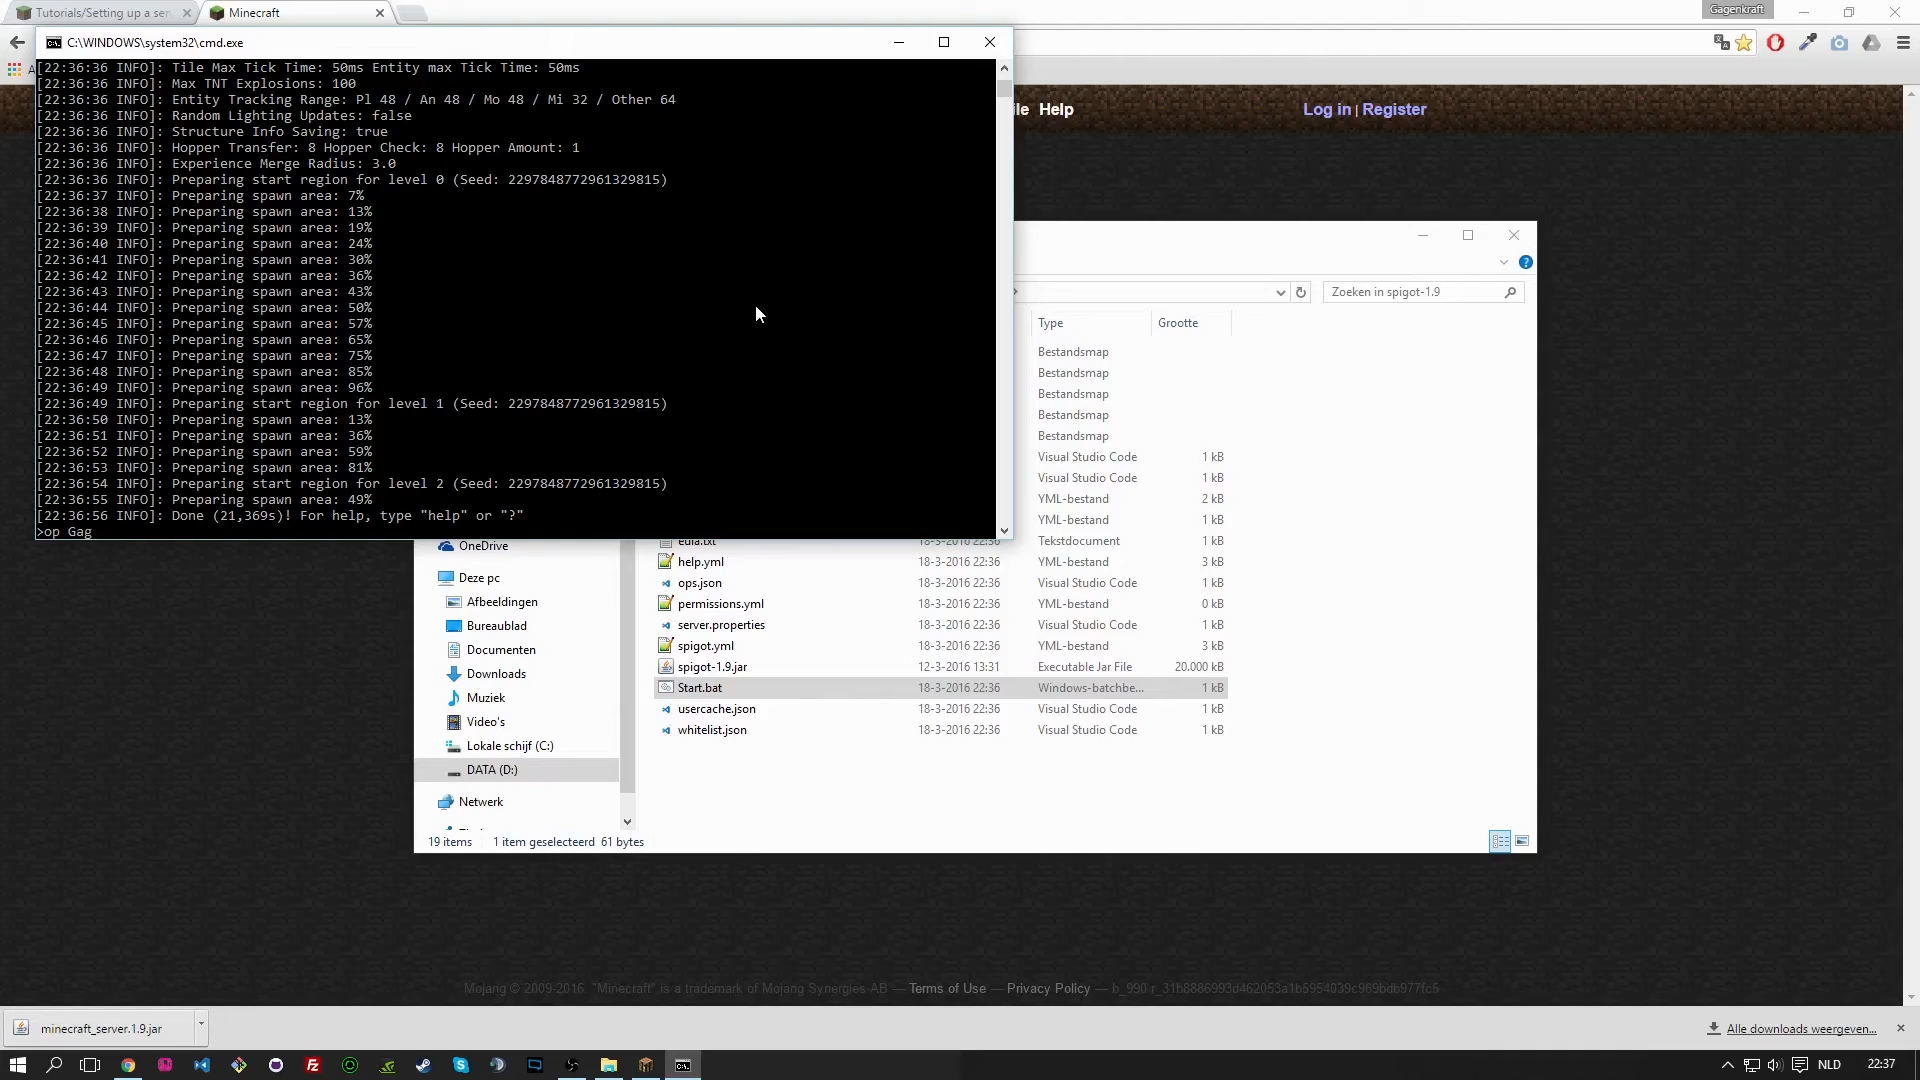 Tutorials/Setting up a ser
Minecraft
Gagenkraft
C:\WINDOWS\system32\cmd.exe
[22:36:36 INFO]: Tile Max Tick Time: 50ms Entity max Tick Time: 50ms
[22:36:36 INFO]: Max TNT Explosions: 100
[22:36:36 INFO]: Entity Tracking Range: Pl 48 / An 48 / Mo 48 / Mi 32 / Other 64
[22:36:36 INFO]: Random Lighting Updates: false
[22:36:36 INFO]: Structure Info Saving: true
[22:36:36 INFO]: Hopper Transfer: 8 Hopper Check: 8 Hopper Amount: 1
[22:36:36 INFO]: Experience Merge Radius: 3.0
[22:36:36 INFO]: Preparing start region for level 0 (Seed: 2297848772961329815)
[22:36:37 INFO]: Preparing spawn area: 7%
[22:36:38 INFO]: Preparing spawn area: 13%
[22:36:39 INFO]: Preparing spawn area: 19%
[22:36:40 INFO]: Preparing spawn area: 24%
[22:36:41 INFO]: Preparing spawn area: 30%
[22:36:42 INFO]: Preparing spawn area: 36%
[22:36:43 INFO]: Preparing spawn area: 43%
[22:36:44 INFO]: Preparing spawn area: 50%
[22:36:45 INFO]: Preparing spawn area: 57%
[22:36:46 INFO]: Preparing spawn area: 65%
[22:36:47 INFO]: Preparing spawn area: 75%
[22:36:48 INFO]: Preparing spawn area: 85%
[22:36:49 INFO]: Preparing spawn area: 96%
[22:36:49 INFO]: Preparing start region for level 1 (Seed: 2297848772961329815)
[22:36:50 INFO]: Preparing spawn area: 13%
[22:36:51 INFO]: Preparing spawn area: 36%
[22:36:52 INFO]: Preparing spawn area: 59%
[22:36:53 INFO]: Preparing spawn area: 81%
[22:36:54 INFO]: Preparing start region for level 2 (Seed: 2297848772961329815)
[22:36:55 INFO]: Preparing spawn area: 49%
[22:36:56 INFO]: Done (21,369s)! For help, type "help" or "?"
>op Gag
Help
Log in | Register
Zoeken in spigot-1.9
Type Grootte
Bestandsmap
Bestandsmap
Bestandsmap
Bestandsmap
Bestandsmap
Visual Studio Code 1 kB
Visual Studio Code 1 kB
YML-bestand 2 kB
YML-bestand 1 kB
eula.txt 18-3-2016 22:36 Tekstdocument 1 kB
help.yml 18-3-2016 22:36 YML-bestand 3 kB
ops.json 18-3-2016 22:36 Visual Studio Code 1 kB
permissions.yml 18-3-2016 22:36 YML-bestand 0 kB
server.properties 18-3-2016 22:36 Visual Studio Code 1 kB
spigot.yml 18-3-2016 22:36 YML-bestand 3 kB
spigot-1.9.jar 12-3-2016 13:31 Executable Jar File 20.000 kB
Start.bat 18-3-2016 22:36 Windows-batchbe... 1 kB
usercache.json 18-3-2016 22:36 Visual Studio Code 1 kB
whitelist.json 18-3-2016 22:36 Visual Studio Code 1 kB
OneDrive
Deze pc
Afbeeldingen
Bureaublad
Documenten
Downloads
Muziek
Video's
Lokale schijf (C:)
DATA (D:)
Netwerk
19 items 1 item geselecteerd 61 bytes
Mojang © 2009-2016. "Minecraft" is a trademark of Mojang Synergies AB — Terms of Use — Privacy Policy —
minecraft_server.1.9.jar
Alle downloads weergeven...
NLD 22:37